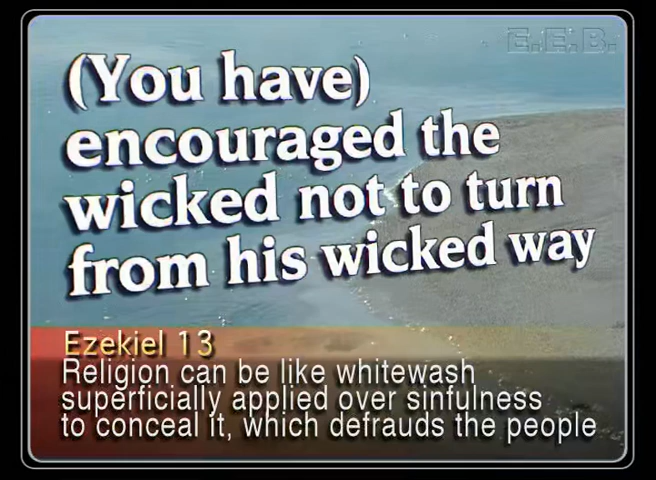 E.E.B.
(You have)
encouraged the
wicked not to turn
from his wicked way
Ezekiel 13
Religion can be like whitewash
superficially applied over sinfulness
to conceal it, which defrauds the people